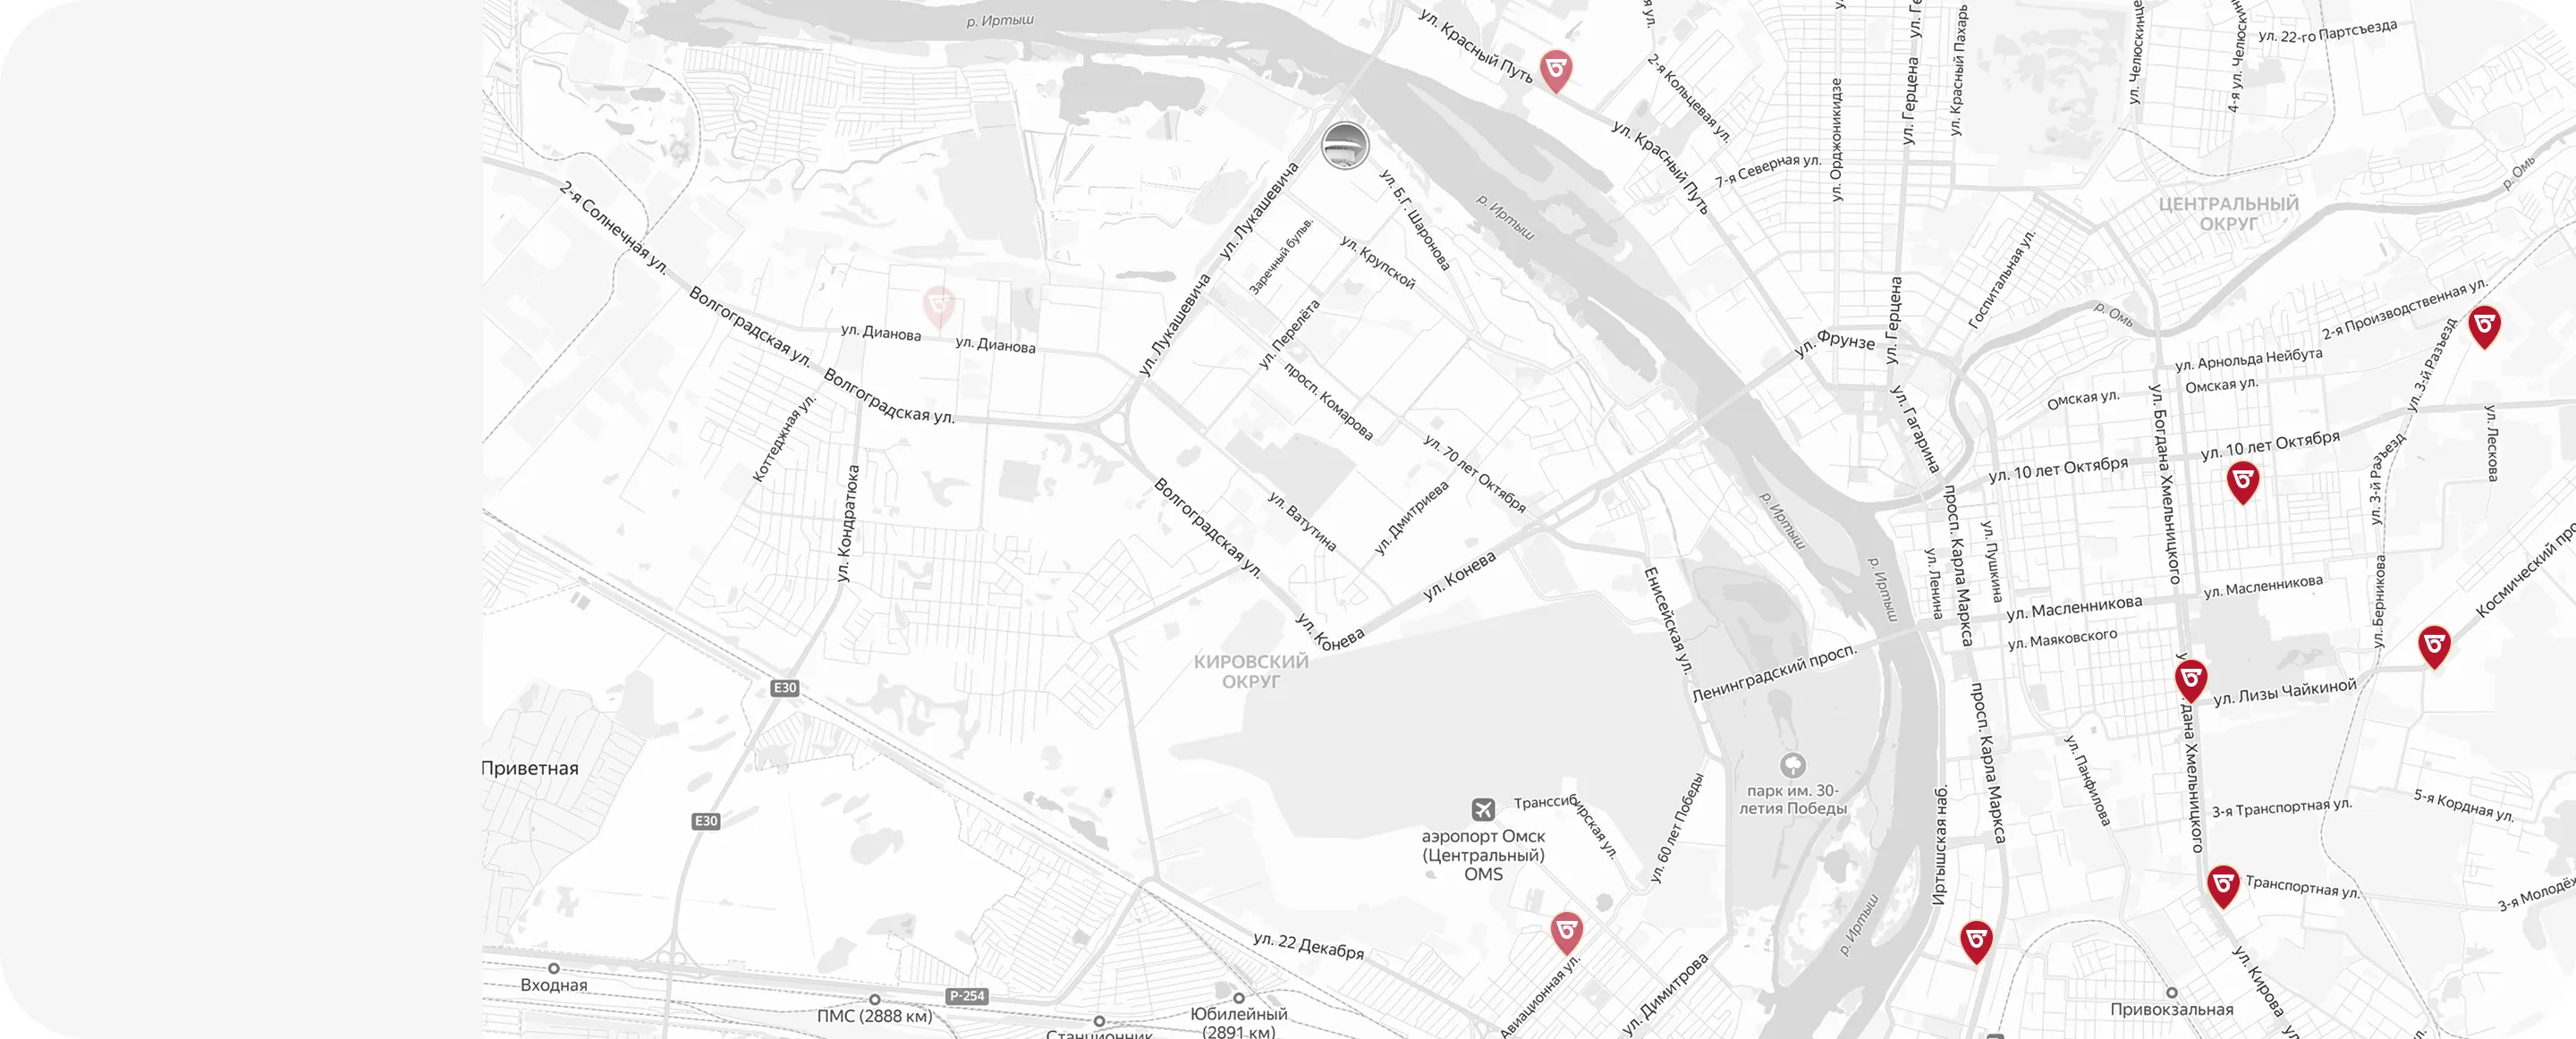 р. Иртыш
ул. Красный Путь
2-я Кольцевая ул.
ул. Герцена
ул. Красный Пахарь
ул. 22-го Партсъезда
ул. Орджоникидзе
ул. Герцена
ул. Красный Путь
7-я Северная ул.
р. Омь
ЦЕНТРАЛЬНЫЙ
ОКРУГ
2-я Солнечная ул.
ул. Лукашевича
ул. Б.Г. Шаронова
р. Иртыш
Заречный бульв.
ул. Крупской
Госпитальная ул.
Волгоградская ул.
ул. Дианова
ул. Дианова
ул. Лукашевича
ул. Перелёта
ул. Фрунзе
ул. Герцена
р. Омь
2-я Производственная ул.
ул. 3-й Разъезд
ул. Арнольда Нейбута
Омская ул.
Омская ул.
Волгоградская ул.
Коттеджная ул.
просп. Комарова
ул. Гагарина
ул. Богдана Хмельницкого
ул. Лескова
ул. 70 лет Октября
ул. 10 лет Октября
ул. 10 лет Октября
ул. 3-й Разъезд
ул. Кондратюка
Волгоградская ул.
ул. Ватутина
ул. Дмитриева
р. Иртыш
просп. Карла Маркса
ул. Пушкина
ул. Ленина
р. Иртыш
ул. Конева
ул. Конева
Енисейская ул.
ул. Масленникова
ул. Масленникова
ул. Маяковского
ул. Берникова
Ленинградский просп.
КИРОВСКИЙ
ОКРУГ
E30
ул. Лизы Чайкиной
просп. Карла Маркса
Приветная
E30
парк им. 30-
летия Победы
ул. Панфилова
3-я Транспортная ул.
5-я Кордная ул.
аэропорт Омск
(Центральный)
OMS
Транссибирская ул.
ул. 60 лет Победы
Иртышская наб.
Транспортная ул.
р. Иртыш
ул. 22 Декабря
Авиационная ул.
ул. Димитрова
ул. Кирова
Входная
Р-254
ПМС (2888 км)
Юбилейный
(2891 км)
Станционник
Привокзальная